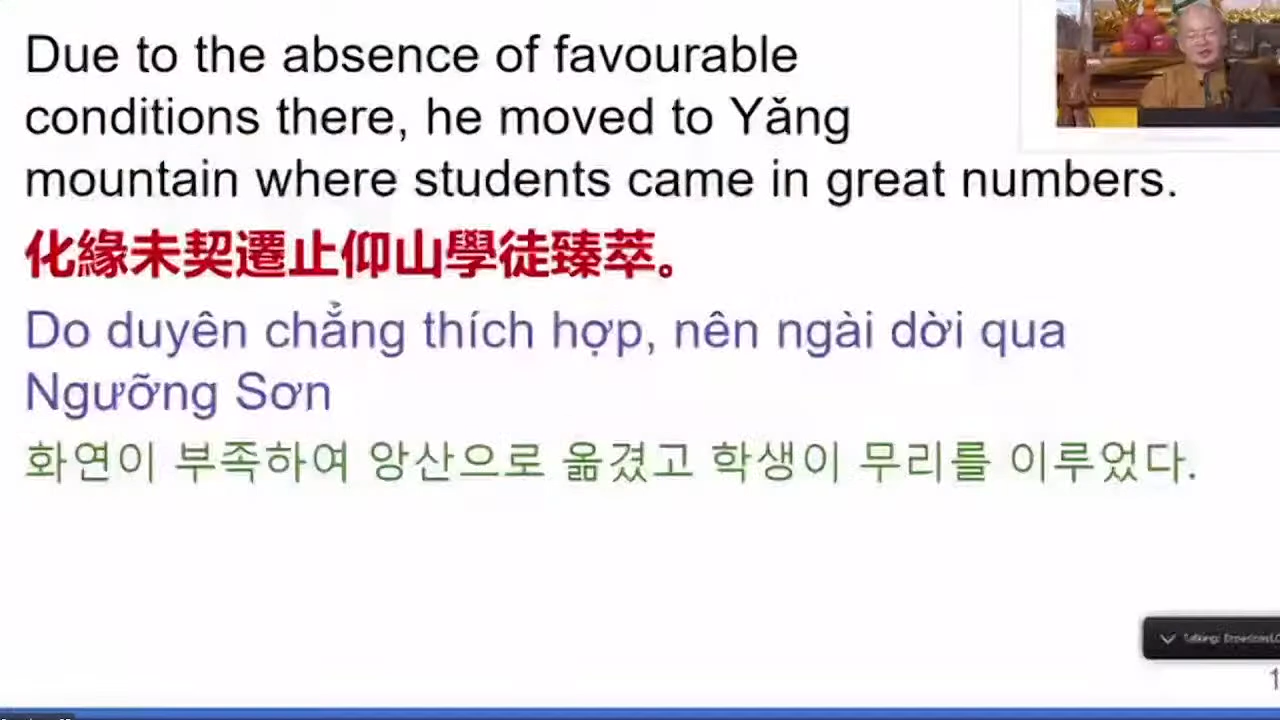 Due to the absence of favourable
conditions there, he moved to Yǎng
mountain where students came in great numbers.
化緣未契遷止仰山學徒臻萃。
Do duyên chẳng thích hợp, nên ngài dời qua
Ngưỡng Sơn
화연이 부족하여 앙산으로 옮겼고 학생이 무리를 이루었다.
Talking:
1